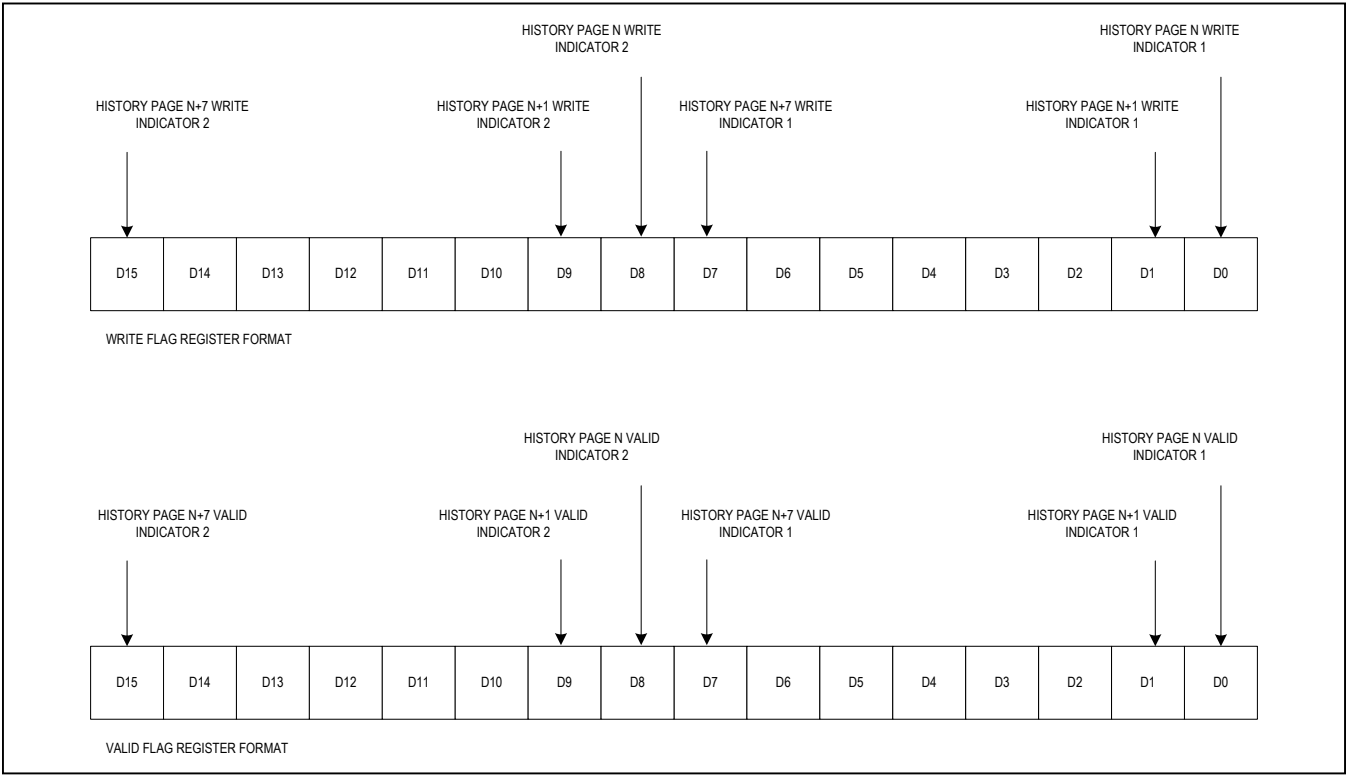 HISTORY PAGE N WRITE
INDICATOR 2
HISTORY PAGE N WRITE
INDICATOR 1
HISTORY PAGE N+7 WRITE
INDICATOR 2
HISTORY PAGE N+1 WRITE
INDICATOR 2
HISTORY PAGE N+7 WRITE
INDICATOR 1
HISTORY PAGE N+1 WRITE
INDICATOR 1
D15 D14 D13 D12 D11 D10 D9 D8 D7 D6 D5 D4 D3 D2 D1 D0
WRITE FLAG REGISTER FORMAT
HISTORY PAGE N VALID
INDICATOR 2
HISTORY PAGE N VALID
INDICATOR 1
HISTORY PAGE N+7 VALID
INDICATOR 2
HISTORY PAGE N+1 VALID
INDICATOR 2
HISTORY PAGE N+7 VALID
INDICATOR 1
HISTORY PAGE N+1 VALID
INDICATOR 1
D15 D14 D13 D12 D11 D10 D9 D8 D7 D6 D5 D4 D3 D2 D1 D0
VALID FLAG REGISTER FORMAT